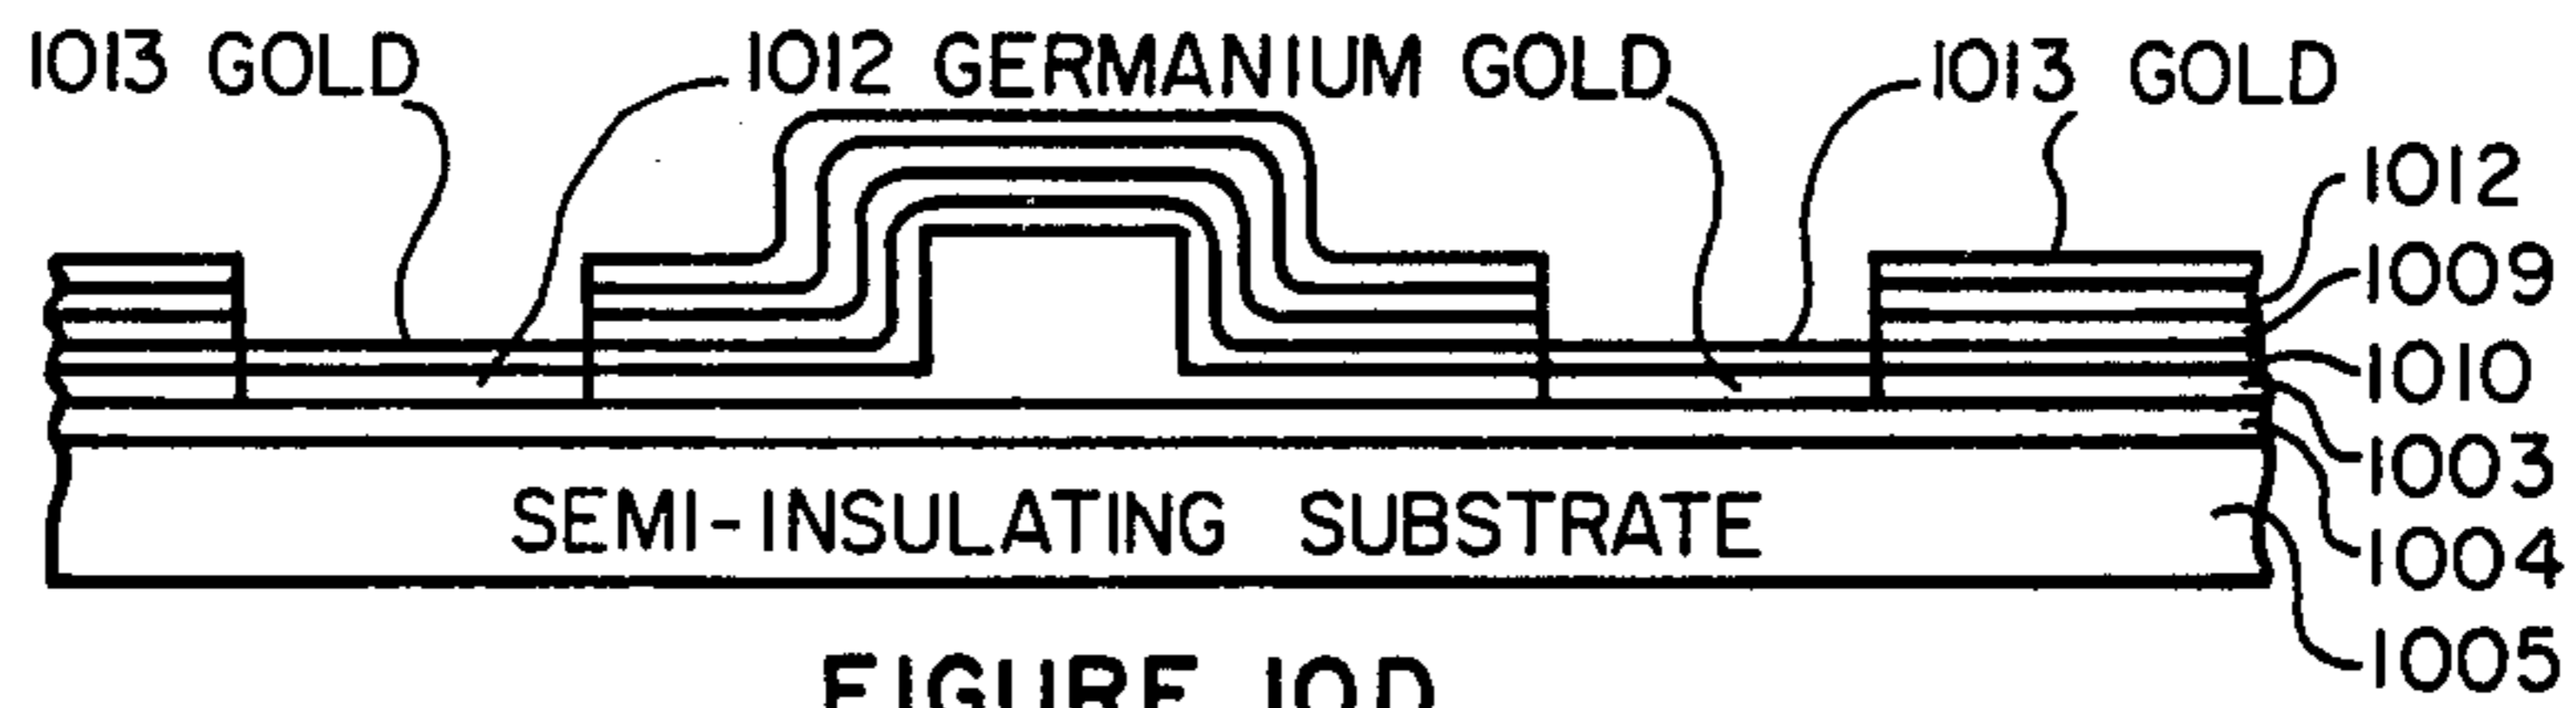 1013 GOLD
1012 GERMANIUM GOLD
1013 GOLD
1012
1009
1010
1003
1004
1005
SEMI-INSULATING SUBSTRATE
FIGURE 10D